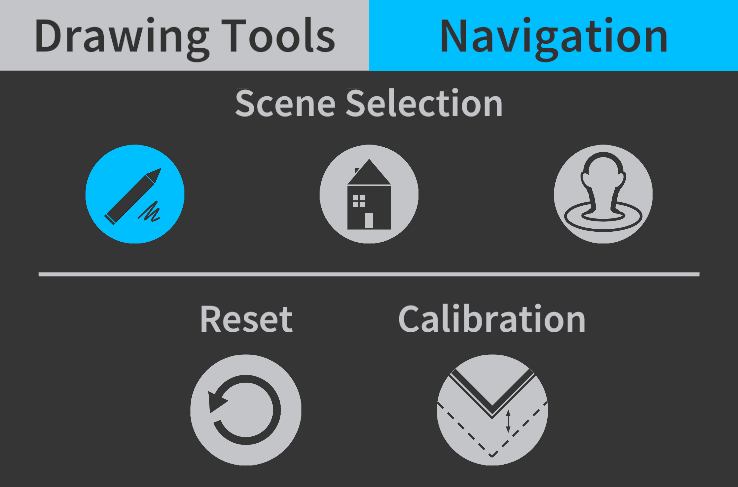 Drawing Tools
Navigation
Scene Selection
Reset
Calibration